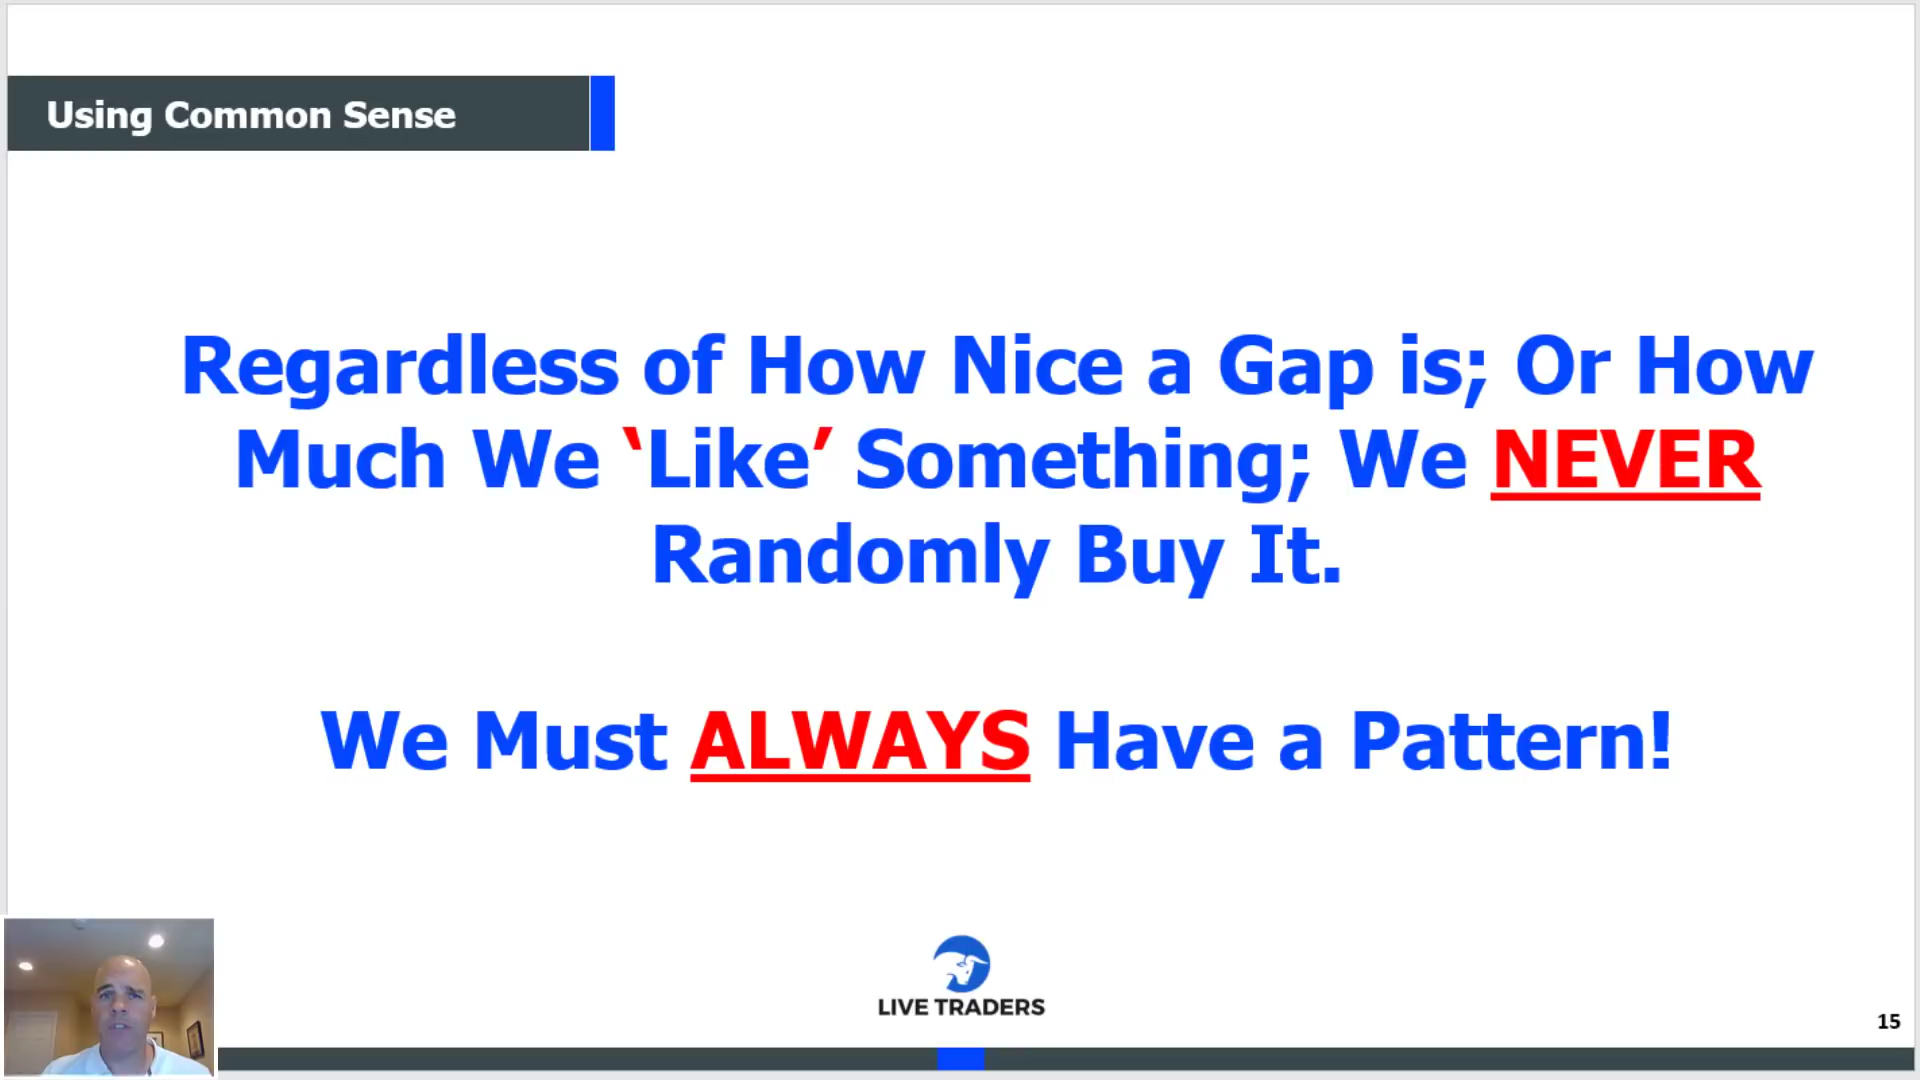 Using Common Sense
Regardless of How Nice a Gap is; Or How
Much We ‘Like’ Something; We NEVER
Randomly Buy It.
We Must ALWAYS Have a Pattern!
LIVE TRADERS
15